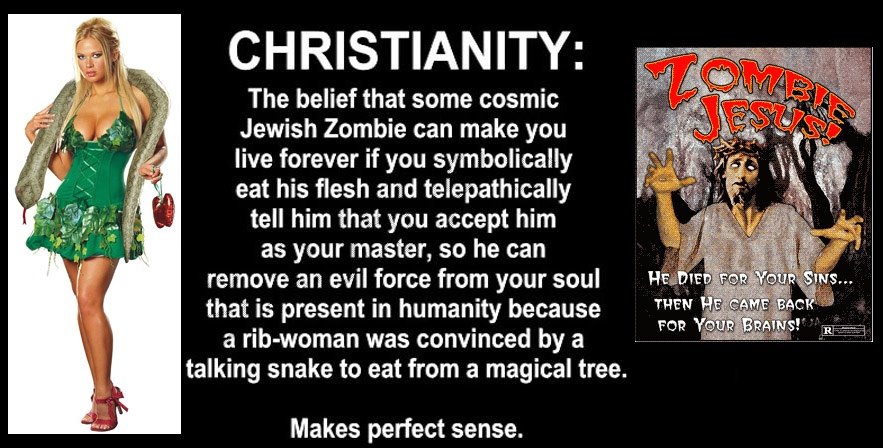 CHRISTIANITY:
The belief that some cosmic
Jewish Zombie can make you
live forever if you symbolically
eat his flesh and telepathically
tell him that you accept him
as your master, so he can
remove an evil force from your soul
that is present in humanity because
a rib-woman was convinced by a
talking snake to eat from a magical tree.
Makes perfect sense.
ZOMBIE
JESUS!
HE DIED FOR YOUR SINS...
THEN HE CAME BACK
FOR YOUR BRAINS!
R